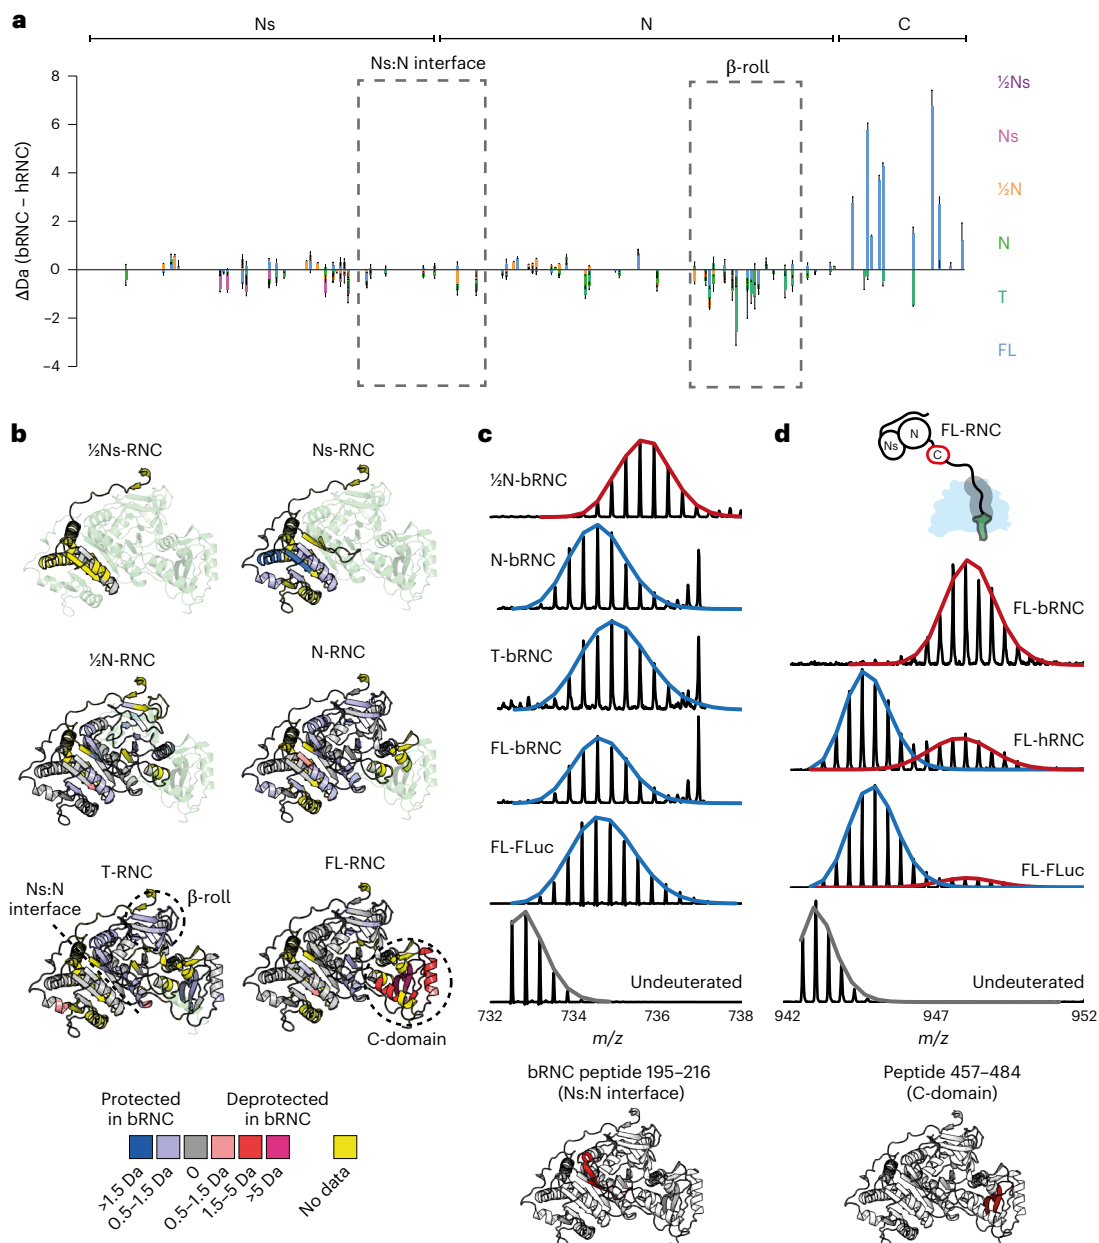 a
Ns
N
C
Ns:N interface
β-roll
8
6
4
2
0
−2
−4
ΔDa (bRNC − hRNC)
½Ns
Ns
½N
N
T
FL
b
½Ns-RNC
Ns-RNC
½N-RNC
N-RNC
T-RNC
FL-RNC
Ns:N
interface
β-roll
C-domain
Protected
in bRNC
Deprotected
in bRNC
>1.5 Da
0.5–1.5 Da
0
0.5–1.5 Da
1.5–5 Da
>5 Da
No data
c
½N-bRNC
N-bRNC
T-bRNC
FL-bRNC
FL-FLuc
Undeuterated
732
734
736
738
m/z
bRNC peptide 195–216
(Ns:N interface)
d
Ns
N
C
FL-RNC
FL-bRNC
FL-hRNC
FL-FLuc
Undeuterated
942
947
952
m/z
Peptide 457–484
(C-domain)